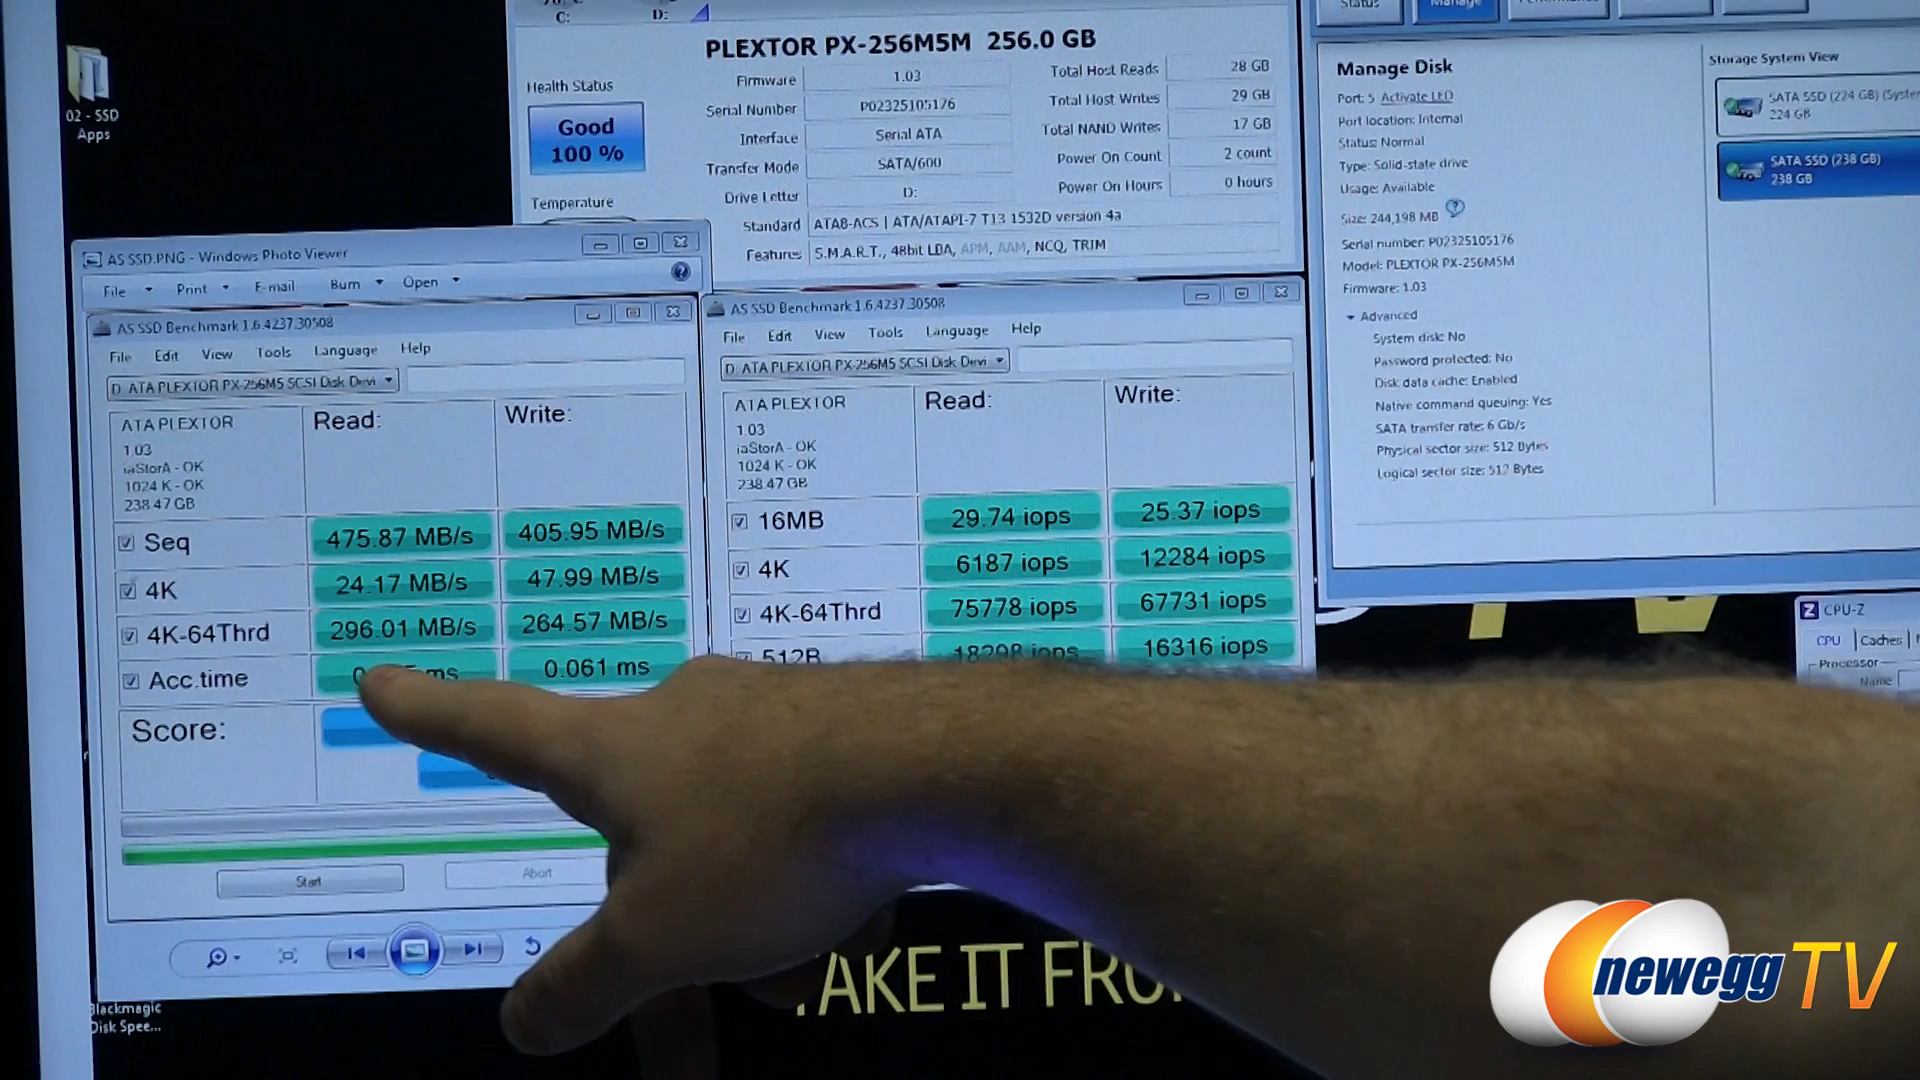 C:
D:
PLEXTOR PX-256M5M 256.0 GB
Health Status
Good
100 %
Temperature
Firmware 1.03
Serial Number P02325105176
Interface Serial ATA
Transfer Mode SATA/600
Drive Letter D:
Standard ATA8-ACS | ATA/ATAPI-7 T13 1532D version 4a
Features S.M.A.R.T., 48bit LBA, APM, AAM, NCQ, TRIM
Total Host Reads 28 GB
Total Host Writes 29 GB
Total NAND Writes 17 GB
Power On Count 2 count
Power On Hours 0 hours
Status
Manage
Manage Disk
Port: 5 Activate LED
Port location: Internal
Status: Normal
Type: Solid-state drive
Usage: Available
Size: 244,198 MB
Serial number: P02325105176
Model: PLEXTOR PX-256M5M
Firmware: 1.03
Advanced
System disk: No
Password protected: No
Disk data cache: Enabled
Native command queuing: Yes
SATA transfer rate: 6 Gb/s
Physical sector size: 512 Bytes
Logical sector size: 512 Bytes
Storage System View
SATA SSD (224 GB)
224 GB
SATA SSD (238 GB)
238 GB
02 - SSD
Apps
AS SSD.PNG - Windows Photo Viewer
File Print E-mail Burn Open
AS SSD Benchmark 1.6.4237.30508
File Edit View Tools Language Help
D: ATA PLEXTOR PX-256M5 SCSI Disk Devi
ATA PLEXTOR
1.03
iaStorA - OK
1024 K - OK
238.47 GB
Read: Write:
Seq 475.87 MB/s 405.95 MB/s
4K 24.17 MB/s 47.99 MB/s
4K-64Thrd 296.01 MB/s 264.57 MB/s
Acc.time ms 0.061 ms
Score:
Start Abort
AS SSD Benchmark 1.6.4237.30508
File Edit View Tools Language Help
D: ATA PLEXTOR PX-256M5 SCSI Disk Devi
ATA PLEXTOR
1.03
iaStorA - OK
1024 K - OK
238.47 GB
Read: Write:
16MB 29.74 iops 25.37 iops
4K 6187 iops 12284 iops
4K-64Thrd 75778 iops 67731 iops
512B 18298 iops 16316 iops
CPU-Z
CPU Caches
Processor
Name
Blackmagic
Disk Spee...
TAKE IT FRO
newegg TV